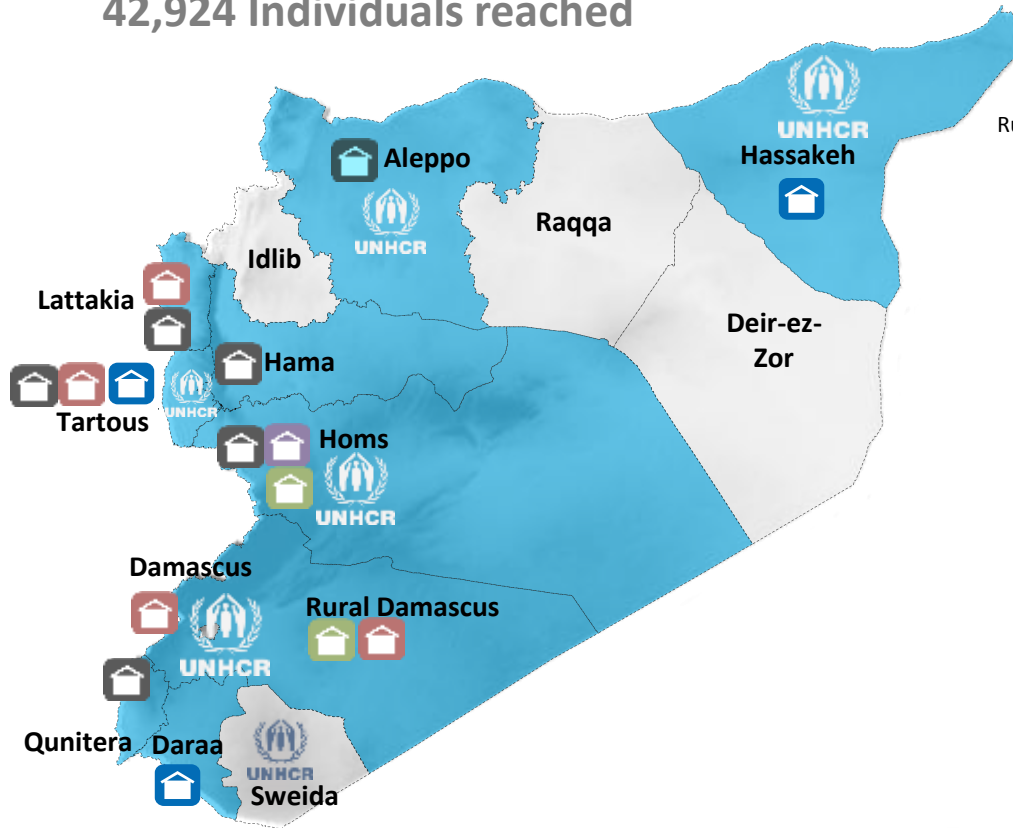 42,924 Individuals reached
UNHCR
Hassakeh
Ru
Aleppo
UNHCR
Raqqa
Idlib
Lattakia
Deir-ez-
Zor
Hama
UNHCR
Tartous
Homs
UNHCR
Damascus
Rural Damascus
UNHCR
Qunitera
Daraa
UNHCR
Sweida